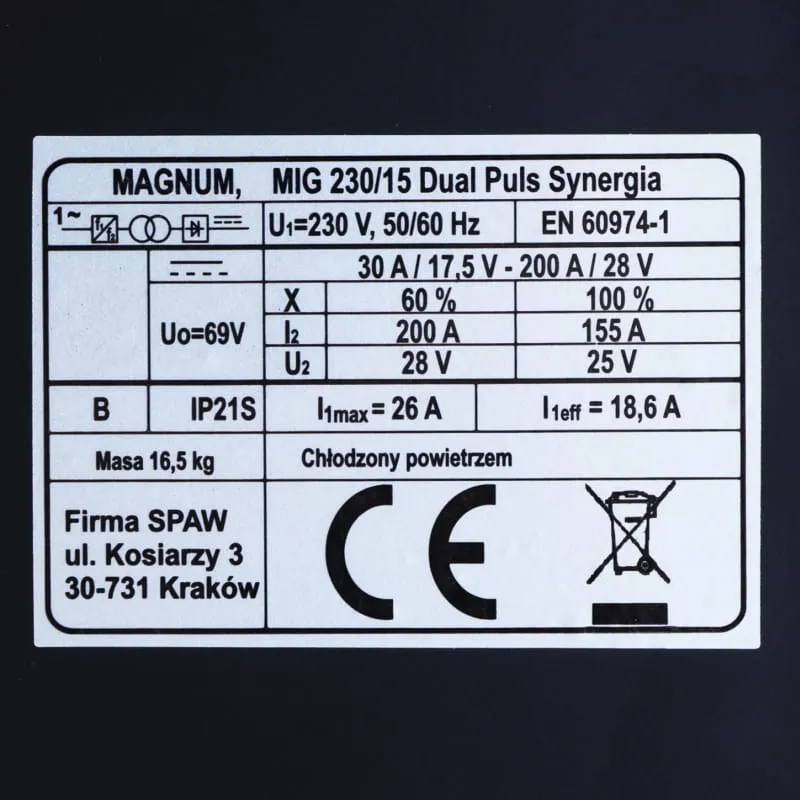 MAGNUM, MIG 230/15 Dual Puls Synergia
1~ f1 f2 U1=230 V, 50/60 Hz EN 60974-1
30 A / 17,5 V - 200 A / 28 V
X 60 % 100 %
Uo=69V I2 200 A 155 A
U2 28 V 25 V
B IP21S I1max = 26 A I1eff = 18,6 A
Masa 16,5 kg Chłodzony powietrzem
Firma SPAW
ul. Kosiarzy 3
30-731 Kraków
CE